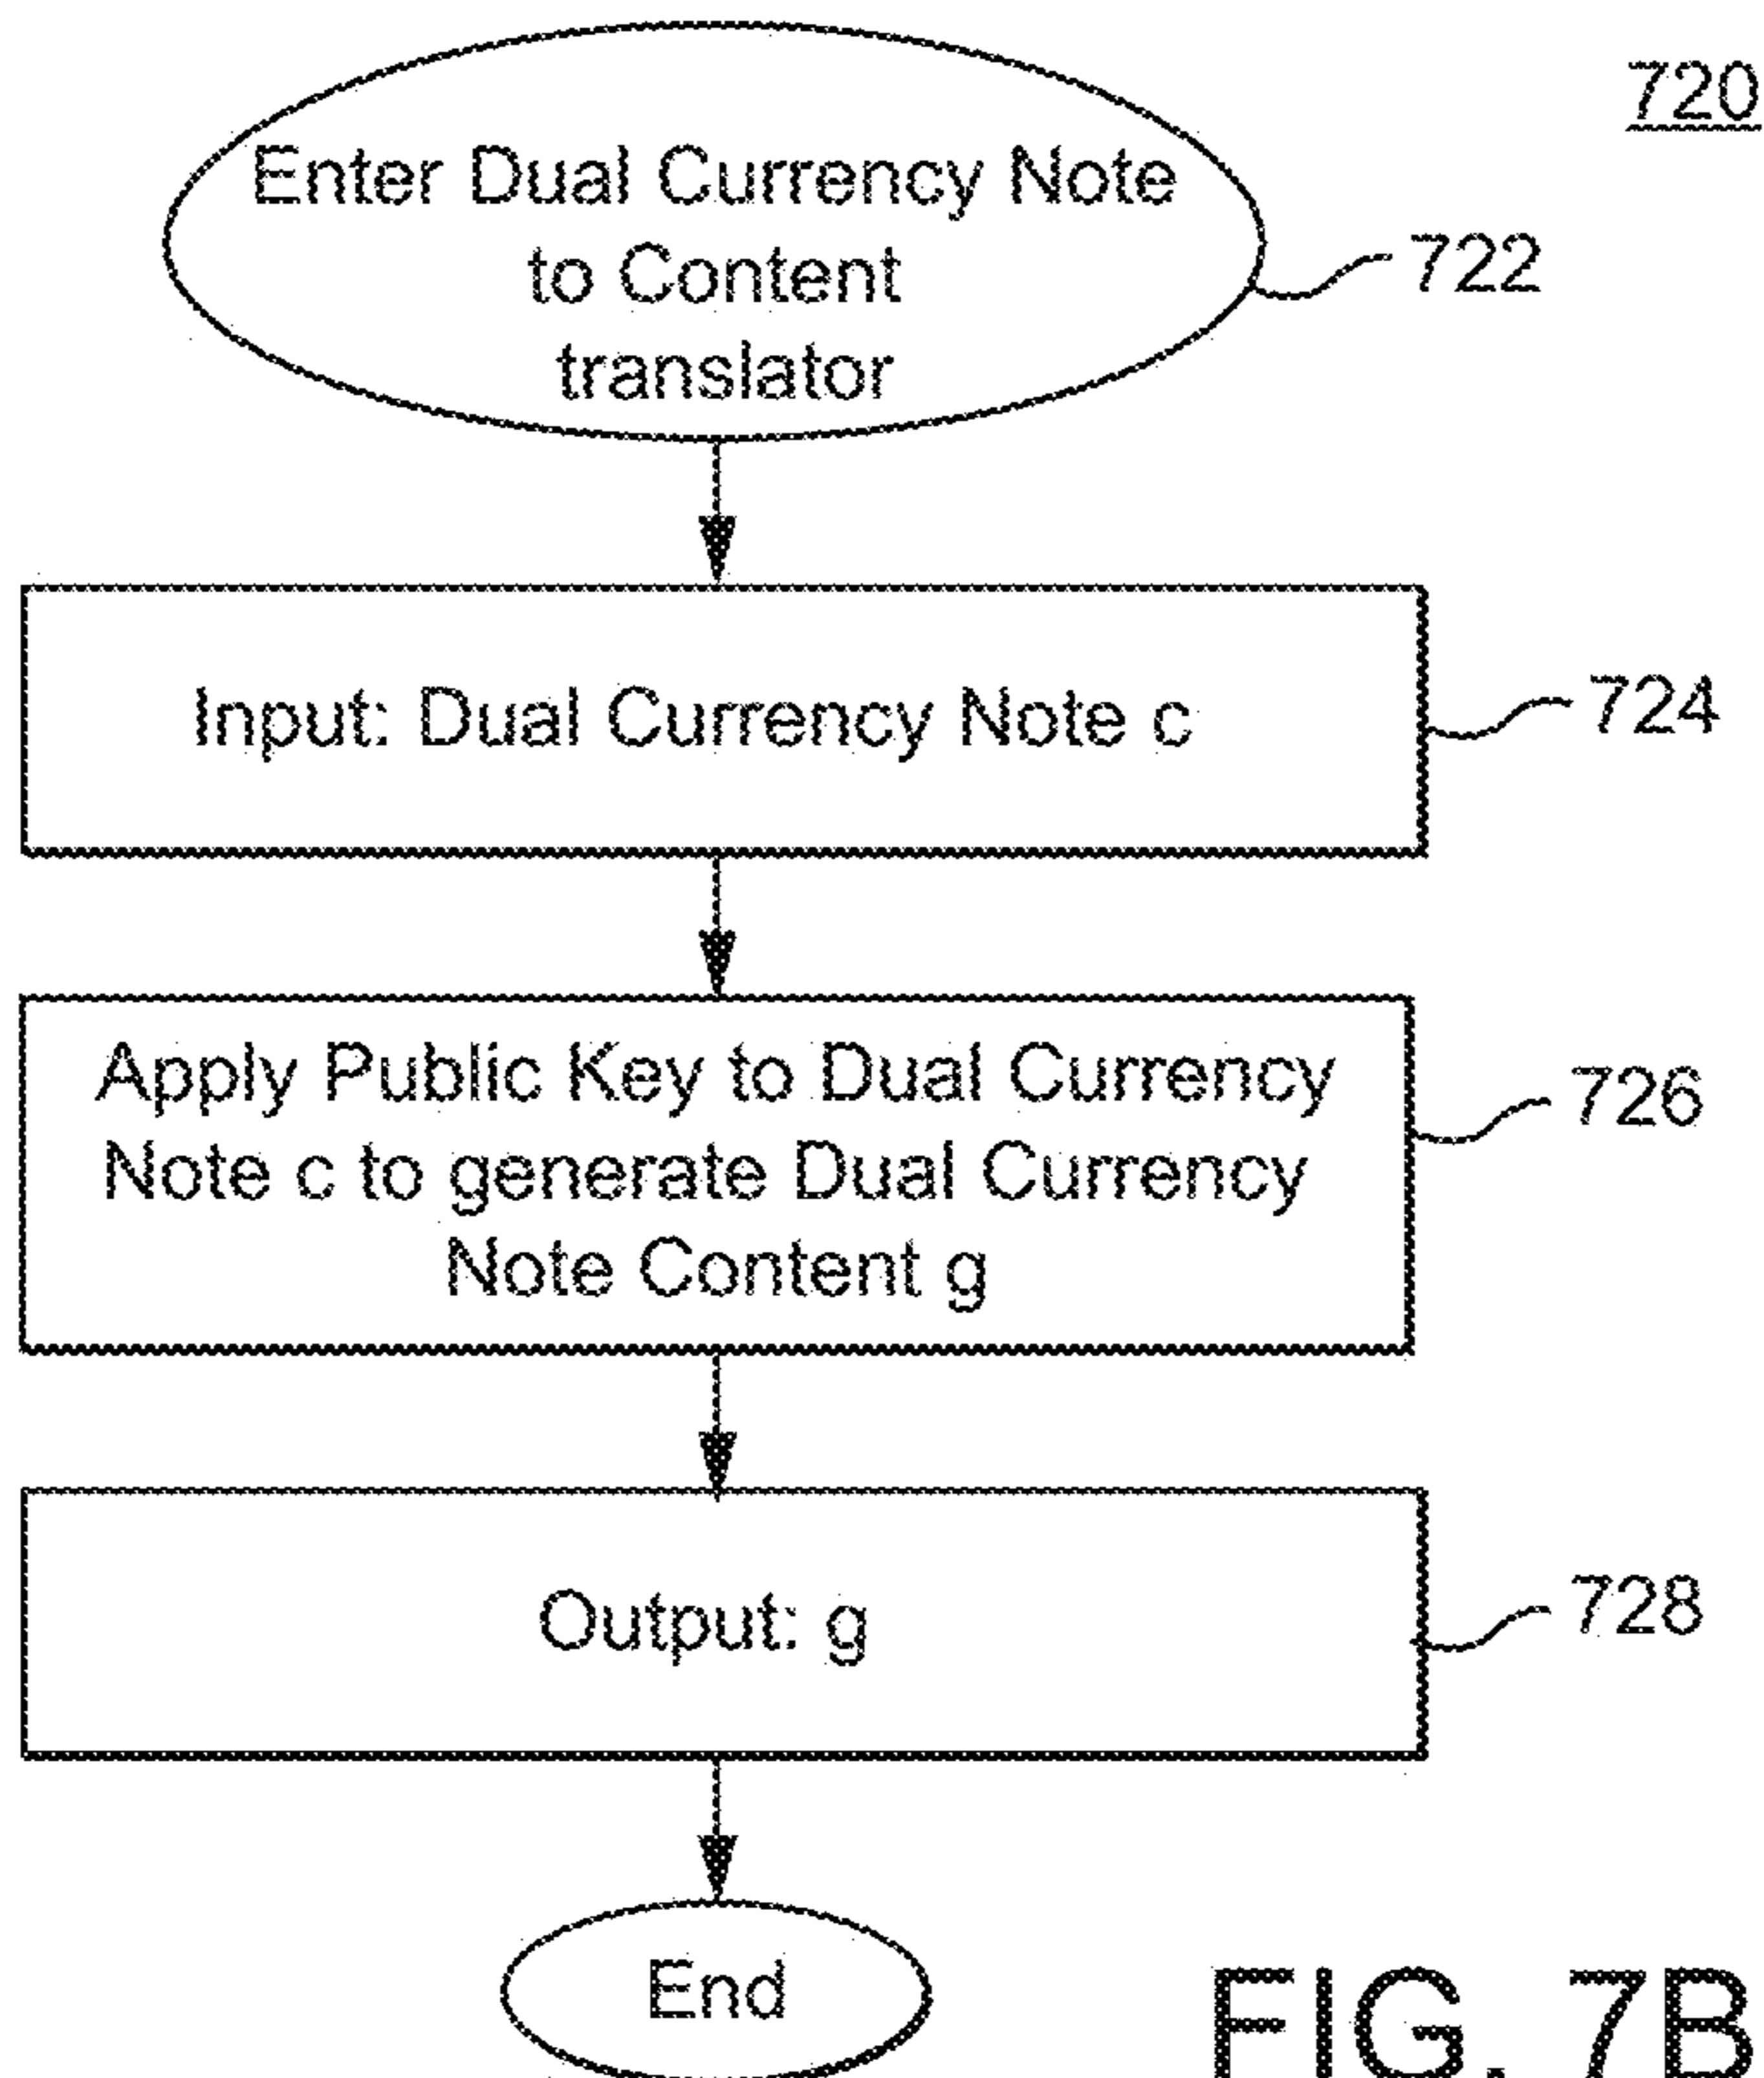 720
Enter Dual Currency Note
to Content
translator
722
Input: Dual Currency Note c
724
Apply Public Key to Dual Currency
Note c to generate Dual Currency
Note Content g
726
Output: g
728
End
FIG. 7B